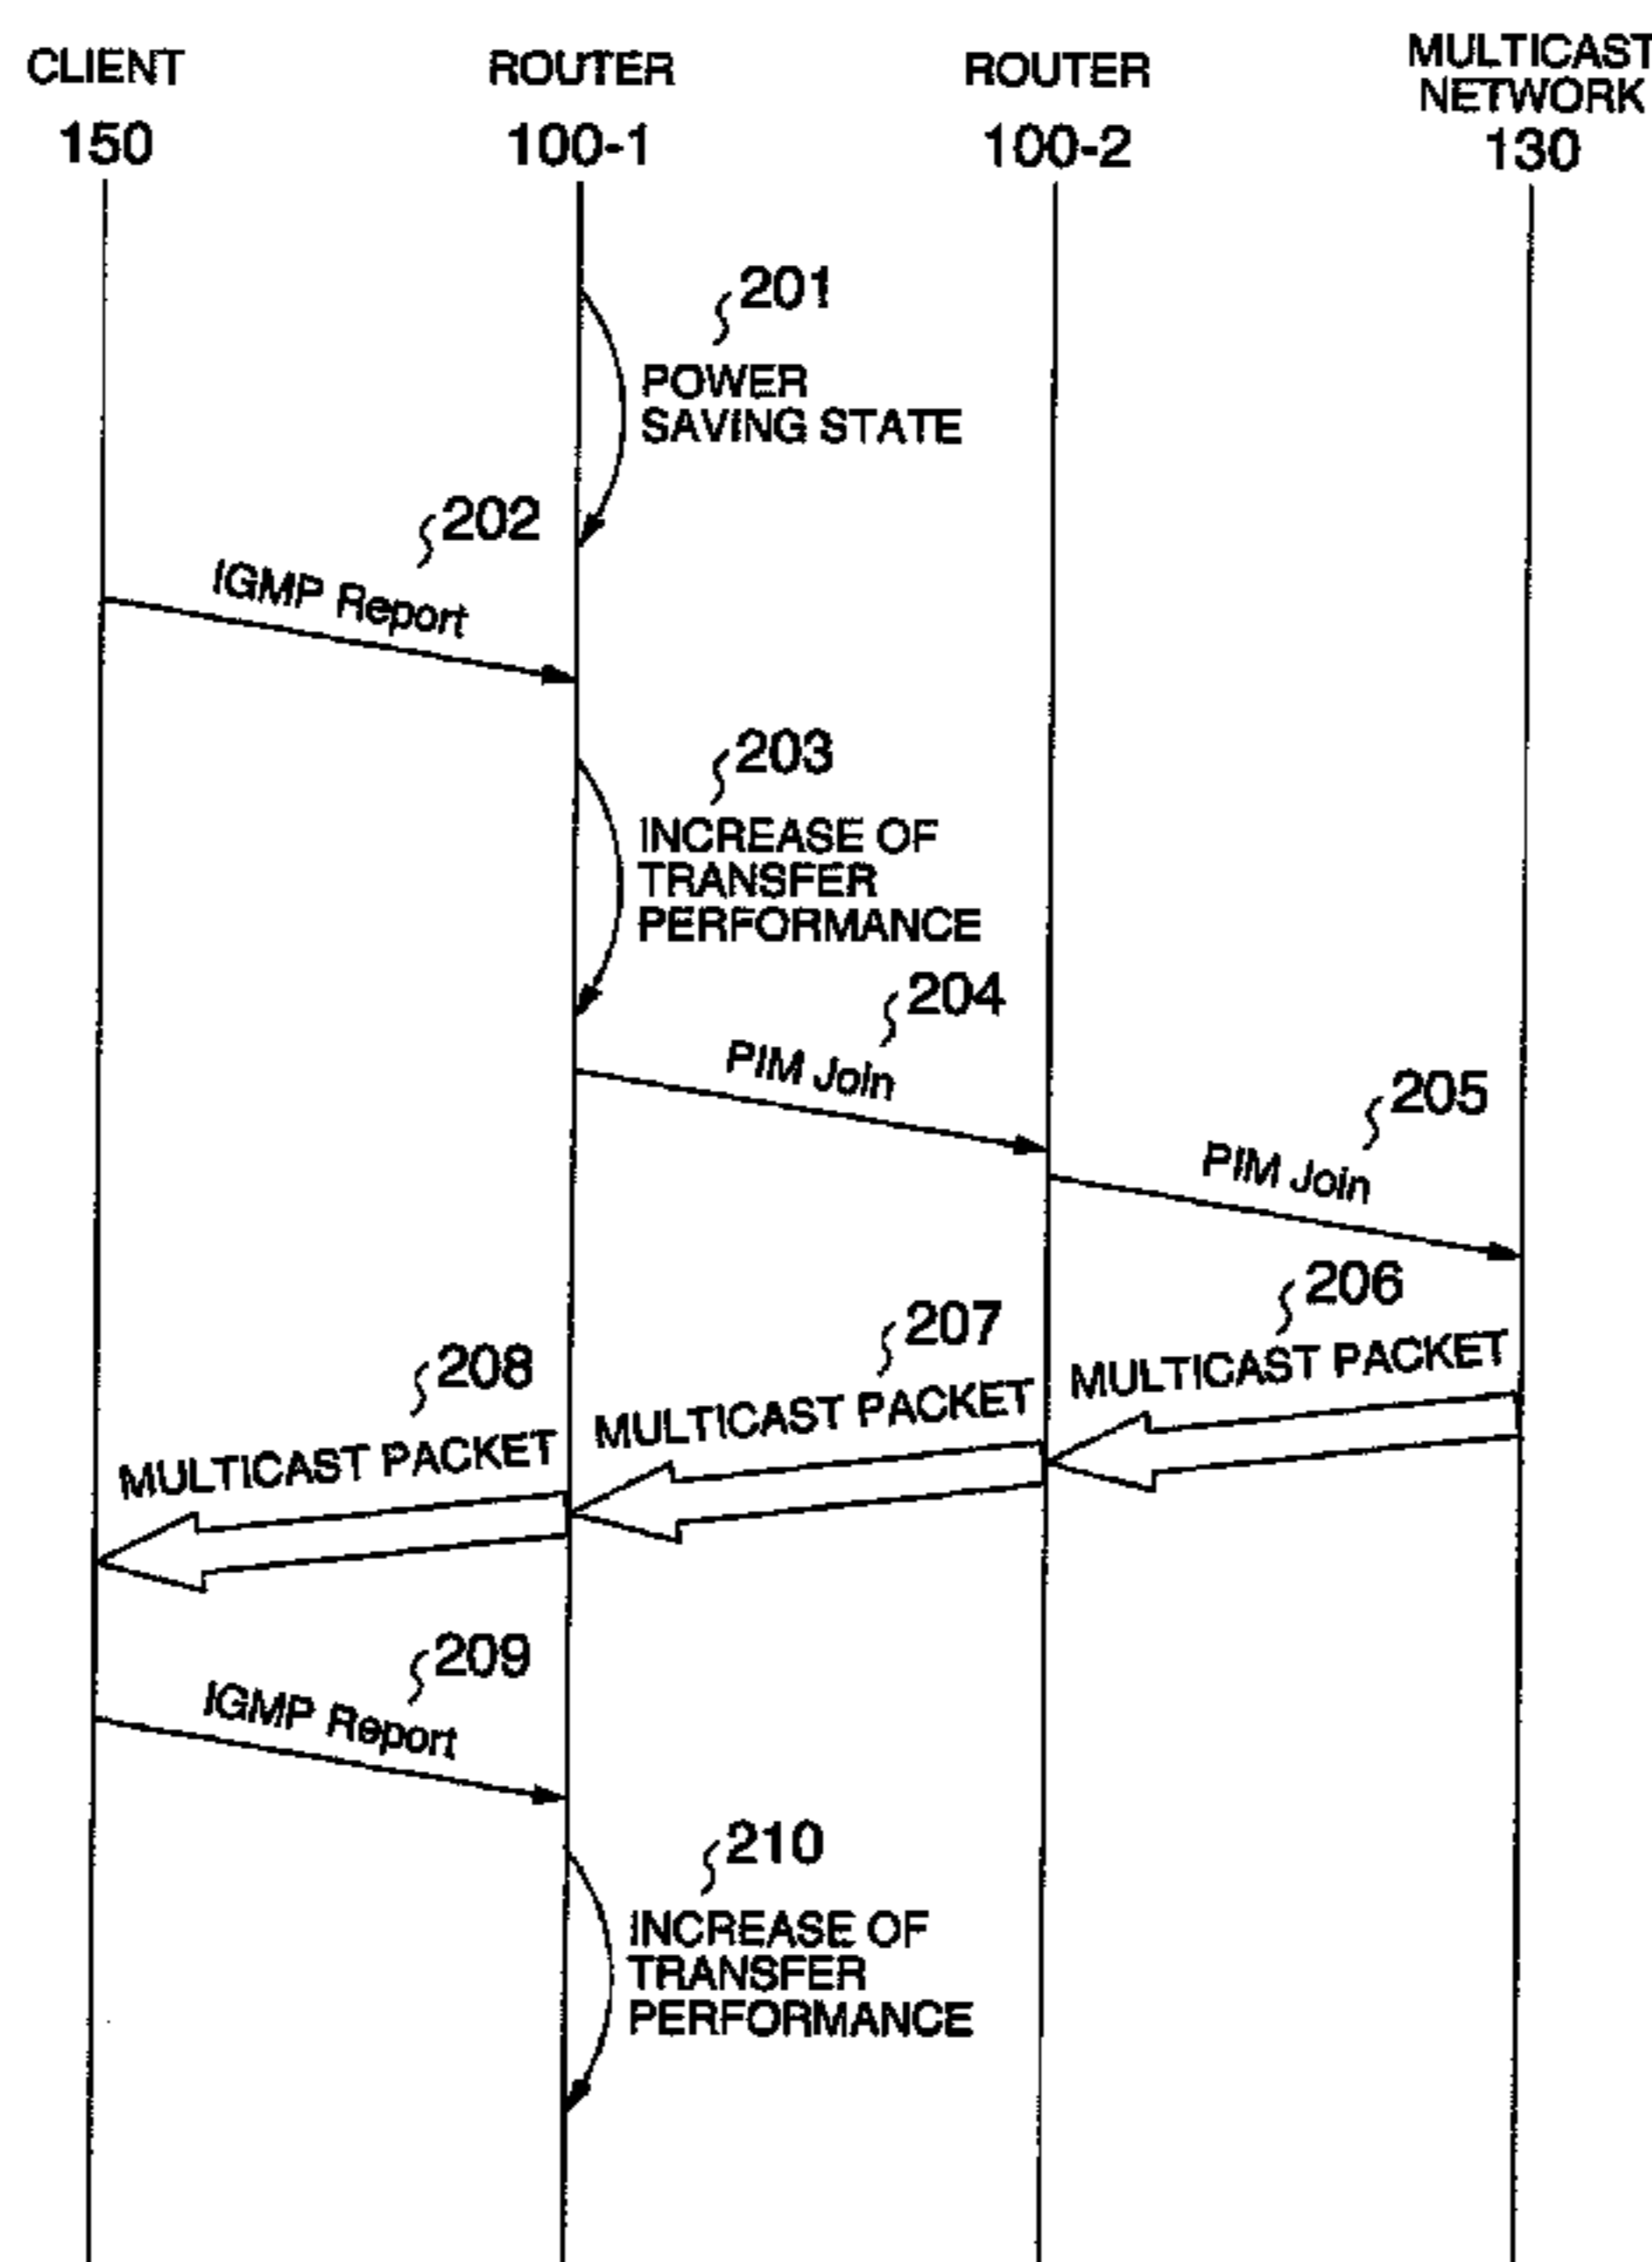 CLIENT
150
ROUTER
100-1
ROUTER
100-2
MULTICAST
NETWORK
130
201
POWER
SAVING STATE
202
IGMP Report
203
INCREASE OF
TRANSFER
PERFORMANCE
204
PIM Join
205
PIM Join
206
MULTICAST PACKET
207
MULTICAST PACKET
208
MULTICAST PACKET
209
IGMP Report
210
INCREASE OF
TRANSFER
PERFORMANCE